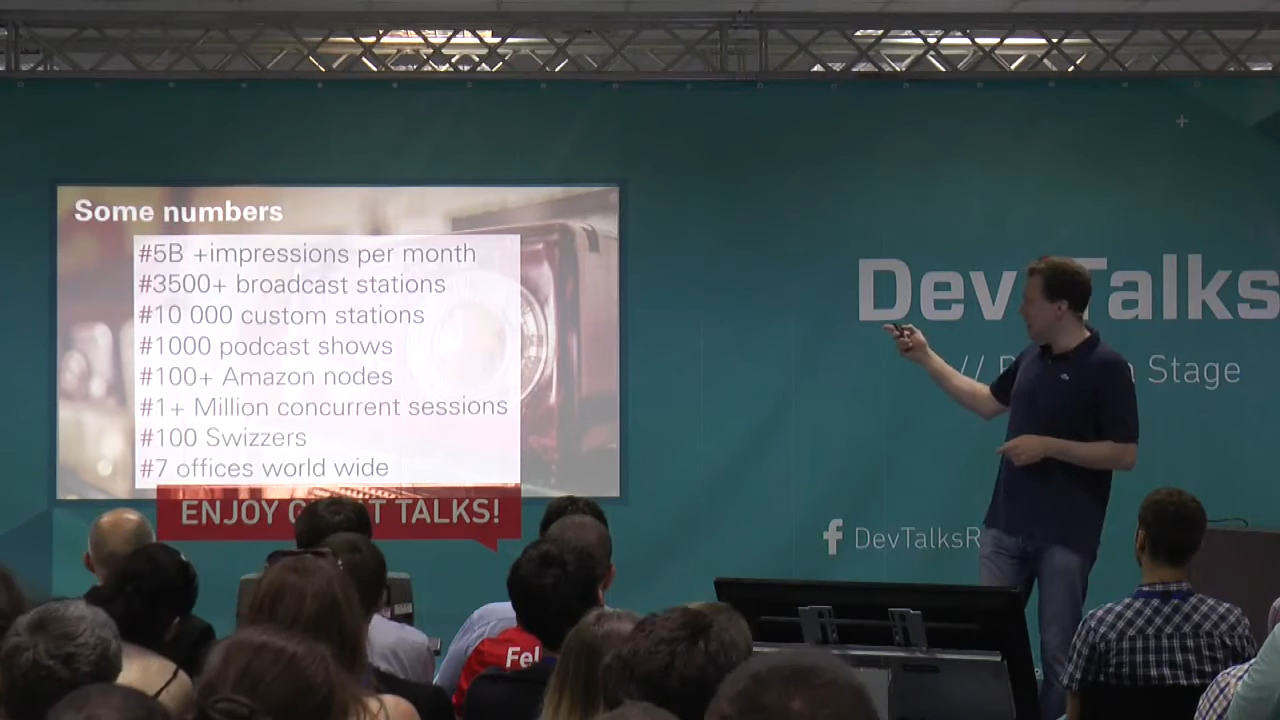 Some numbers
#5B +impressions per month
#3500+ broadcast stations
#10 000 custom stations
#1000 podcast shows
#100+ Amazon nodes
#1+ Million concurrent sessions
#100 Swizzers
#7 offices world wide
ENJOY TALKS!
Dev Talks
// Stage
DevTalksR
Fel